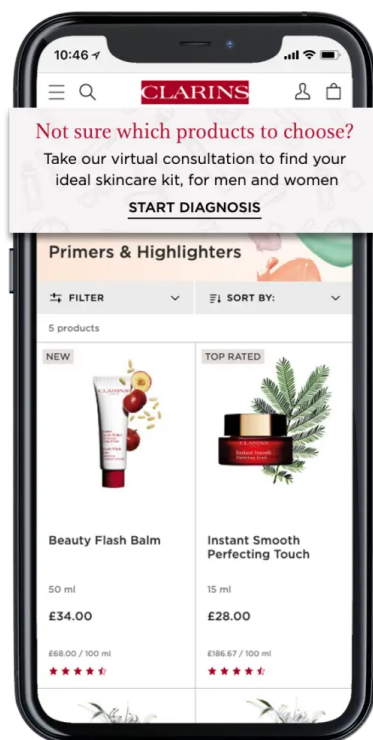 10:46
CLARINS
Not sure which products to choose?
Take our virtual consultation to find your
ideal skincare kit, for men and women
START DIAGNOSIS
Primers & Highlighters
FILTER
SORT BY:
5 products
NEW
TOP RATED
CLARINS
Instant Smooth
Beauty Flash Balm
Instant Smooth
Perfecting Touch
50 ml
15 ml
£34.00
£28.00
£68.00 / 100 ml
£186.67 / 100 ml